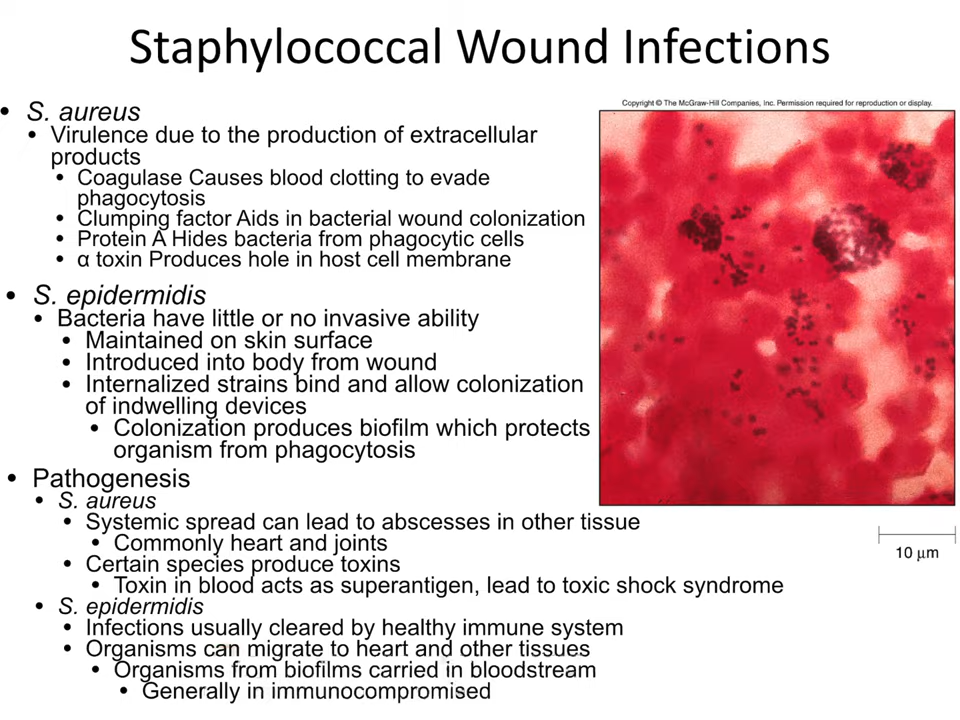 Staphylococcal Wound Infections
• S. aureus
• Virulence due to the production of extracellular
products
• Coagulase Causes blood clotting to evade
phagocytosis
• Clumping factor Aids in bacterial wound colonization
• Protein A Hides bacteria from phagocytic cells
• α toxin Produces hole in host cell membrane
• S. epidermidis
• Bacteria have little or no invasive ability
• Maintained on skin surface
• Introduced into body from wound
• Internalized strains bind and allow colonization
of indwelling devices
• Colonization produces biofilm which protects
organism from phagocytosis
• Pathogenesis
• S. aureus
• Systemic spread can lead to abscesses in other tissue
• Commonly heart and joints
• Certain species produce toxins
• Toxin in blood acts as superantigen, lead to toxic shock syndrome
• S. epidermidis
• Infections usually cleared by healthy immune system
• Organisms can migrate to heart and other tissues
• Organisms from biofilms carried in bloodstream
• Generally in immunocompromised
Copyright © The McGraw-Hill Companies, Inc. Permission required for reproduction or display.
10 μm